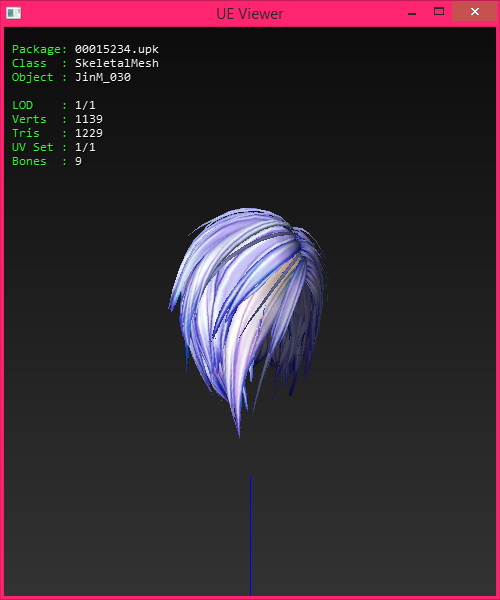 UE Viewer
Package: 00015234.upk
Class : SkeletalMesh
Object : JinM_030
LOD : 1/1
Verts : 1139
Tris : 1229
UV Set : 1/1
Bones : 9